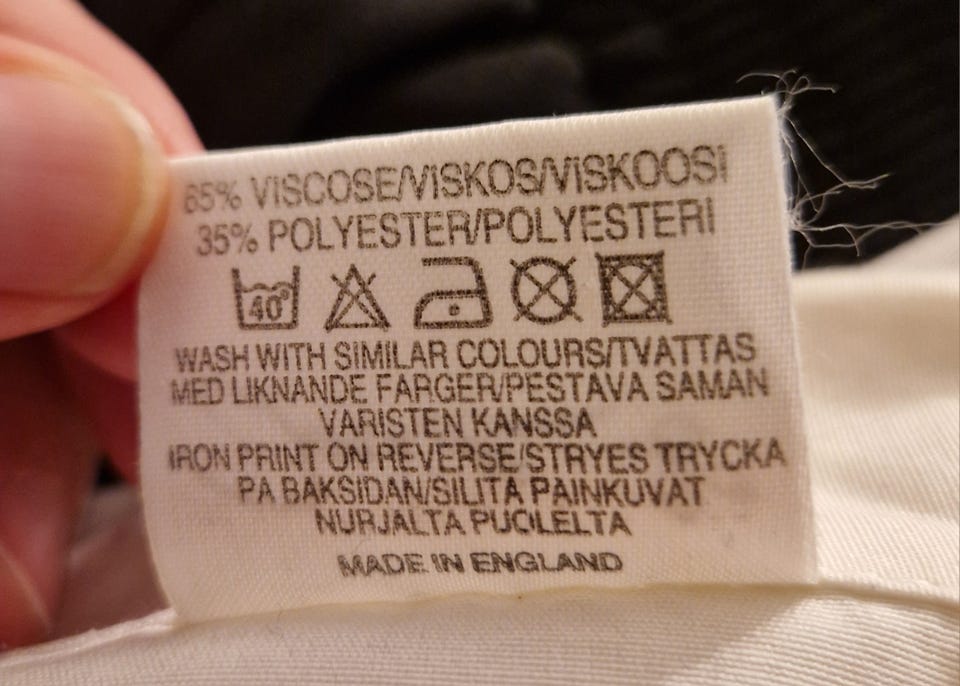 65% VISCOSE/VISKOS/VISKOOSI
35% POLYESTER/POLYESTERI
40°
WASH WITH SIMILAR COLOURS/TVATTAS
MED LIKNANDE FARGER/PESTAVA SAMAN
VARISTEN KANSSA
IRON PRINT ON REVERSE/STRYES TRYCKA
PA BAKSIDAN/SILITA PAINKUVAT
NURJALTA PUOLELTA
MADE IN ENGLAND